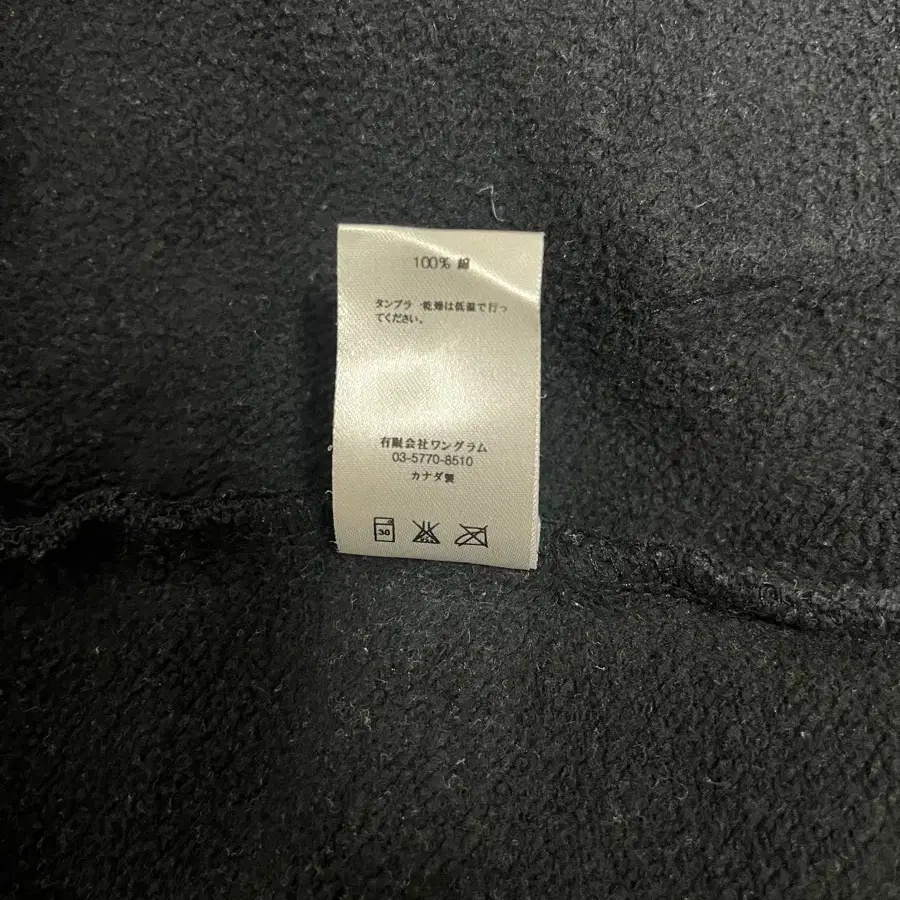 100% 綿
タンブラー乾燥は低温で行っ
てください。
有限会社ワングラム
03-5770-8510
カナダ製
30